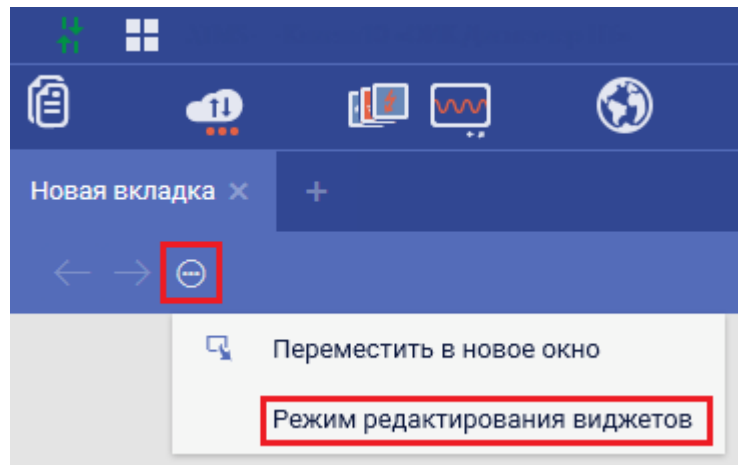 Новая вкладка
Переместить в новое окно
Режим редактирования виджетов